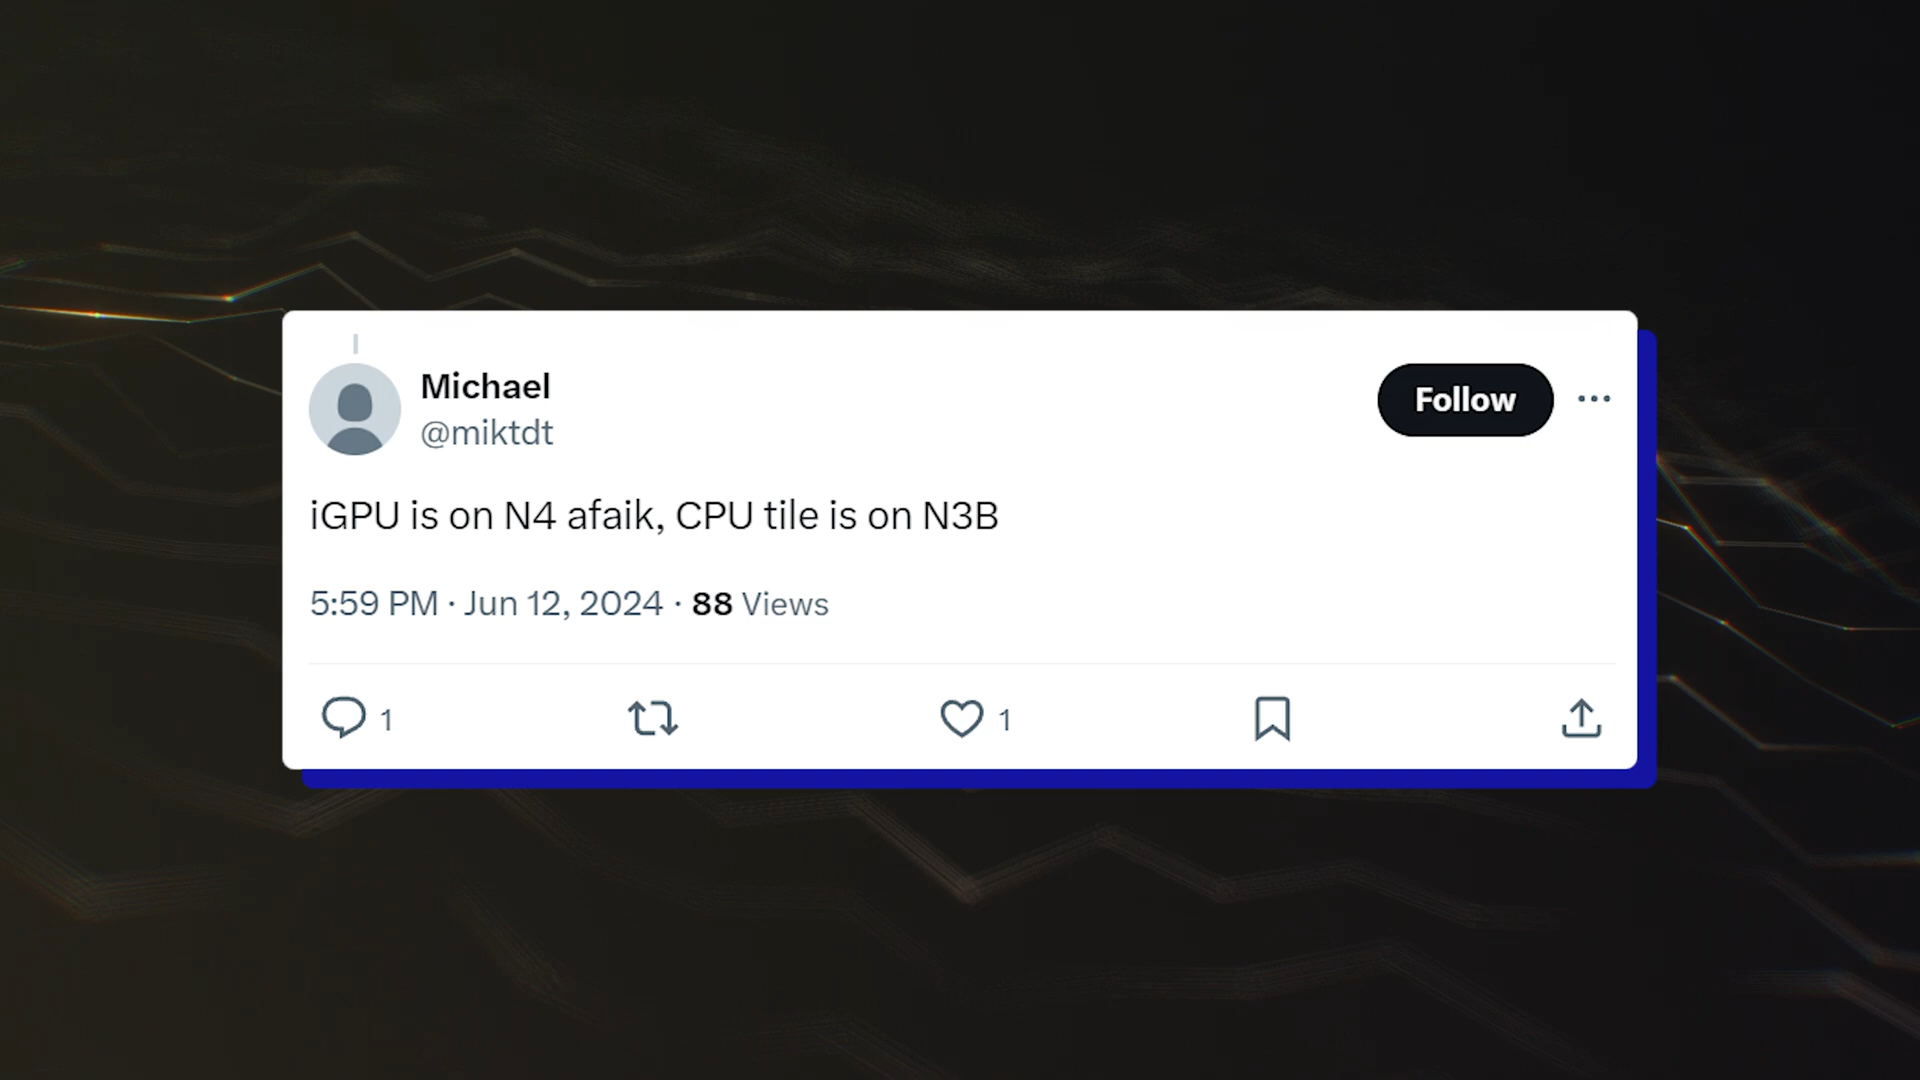 Michael
@miktdt
Follow
iGPU is on N4 afaik, CPU tile is on N3B
5:59 PM · Jun 12, 2024 · 88 Views
1
1